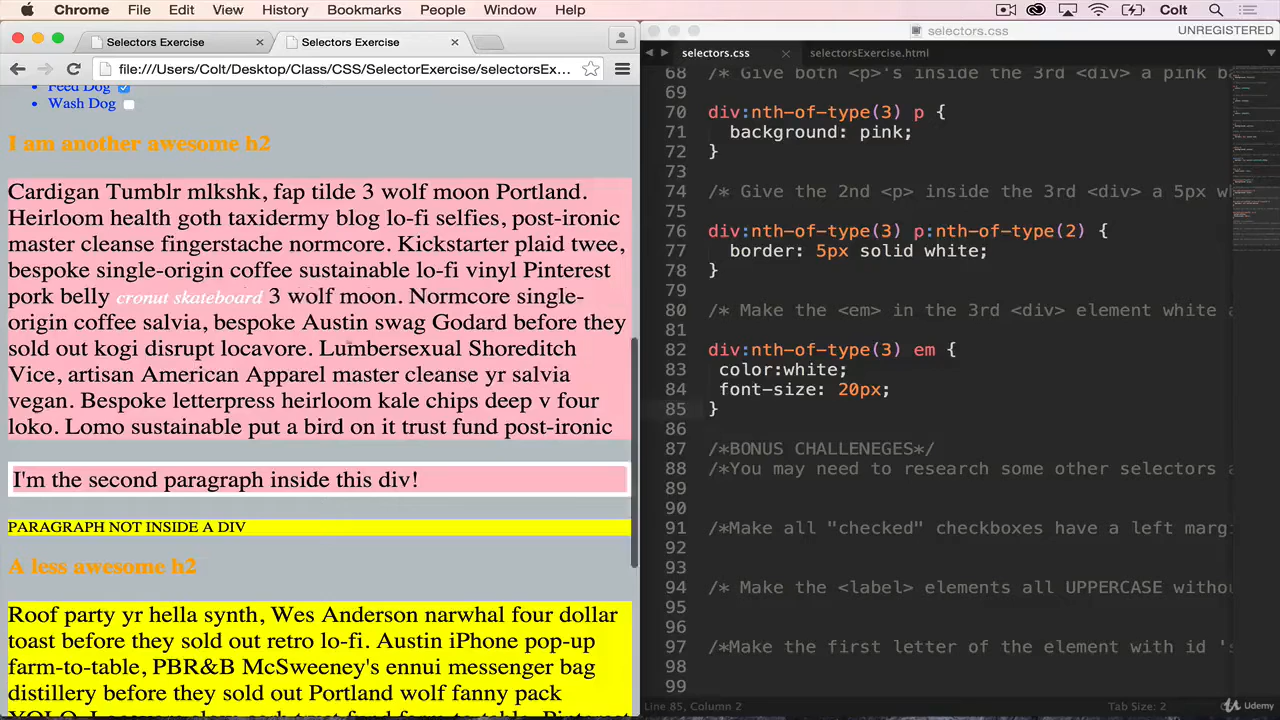 Chrome File Edit View History Bookmarks People Window Help Colt
Selectors Exercise
Selectors Exercise
file:///Users/Colt/Desktop/Class/CSS/SelectorExercise/selectorsEx...
Feed Dog
Wash Dog
I am another awesome h2
Cardigan Tumblr mlkshk, fap tilde 3 wolf moon Portland.
Heirloom health goth taxidermy blog lo-fi selfies, post-ironic
master cleanse fingerstache normcore. Kickstarter plaid twee,
bespoke single-origin coffee sustainable lo-fi vinyl Pinterest
pork belly cronut skateboard 3 wolf moon. Normcore single-
origin coffee salvia, bespoke Austin swag Godard before they
sold out kogi disrupt locavore. Lumbersexual Shoreditch
Vice, artisan American Apparel master cleanse yr salvia
vegan. Bespoke letterpress heirloom kale chips deep v four
loko. Lomo sustainable put a bird on it trust fund post-ironic
I'm the second paragraph inside this div!
PARAGRAPH NOT INSIDE A DIV
A less awesome h2
Roof party yr hella synth, Wes Anderson narwhal four dollar
toast before they sold out retro lo-fi. Austin iPhone pop-up
farm-to-table, PBR&B McSweeney's ennui messenger bag
distillery before they sold out Portland wolf fanny pack
selectors.css
UNREGISTERED
selectors.css selectorsExercise.html
68 /* Give both <p>'s inside the 3rd <div> a pink ba
69
70 div:nth-of-type(3) p {
71 background: pink;
72 }
73
74 /* Give the 2nd <p> inside the 3rd <div> a 5px wh
75
76 div:nth-of-type(3) p:nth-of-type(2) {
77 border: 5px solid white;
78 }
79
80 /* Make the <em> in the 3rd <div> element white a
81
82 div:nth-of-type(3) em {
83 color:white;
84 font-size: 20px;
85 }
86
87 /*BONUS CHALLENEGES*/
88 /*You may need to research some other selectors a
89
90
91 /*Make all "checked" checkboxes have a left marg
92
93
94 /* Make the <label> elements all UPPERCASE withou
95
96
97 /*Make the first letter of the element with id 's
98
99
Line 85, Column 2 Tab Size: 2
Udemy